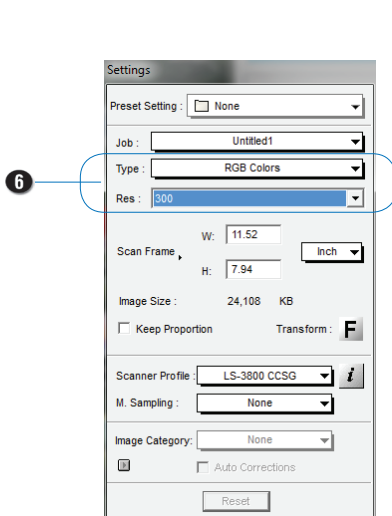 Settings
Preset Setting : None
Job : Untitled1
6
Type : RGB Colors
Res : 300
W: 11.52
Scan Frame Inch
H: 7.94
Image Size : 24,108 KB
Keep Proportion Transform : F
Scanner Profile : LS-3800 CCSG i
M. Sampling : None
Image Category: None
Auto Corrections
Reset